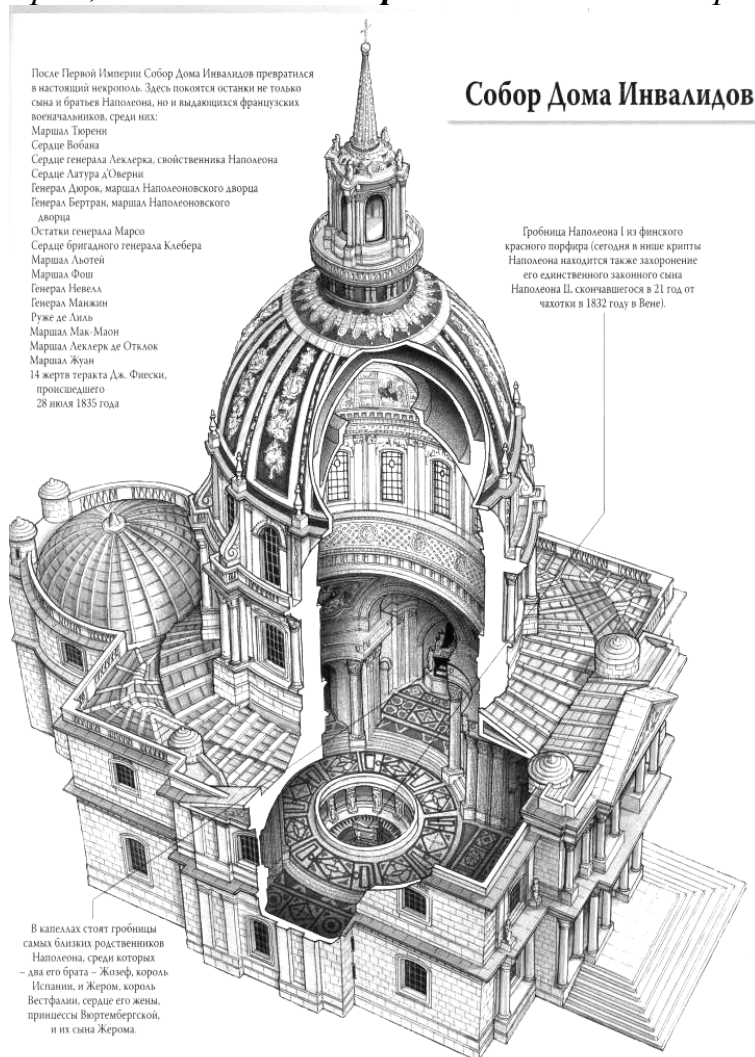 Собор Дома Инвалидов
После Первой Империи Собор Дома Инвалидов превратился
в настоящий некрополь. Здесь покоятся останки не только
сына и братьев Наполеона, но и выдающихся французских
военачальников, среди них:
Маршал Тюренн
Сердце Вобана
Сердце генерала Леклерка, свойственника Наполеона
Сердце Латура д'Оверни
Генерал Дюрок, маршал Наполеоновского дворца
Генерал Бертран, маршал Наполеоновского
дворца
Остатки генерала Марсо
Сердце бригадного генерала Клебера
Маршал Льотей
Маршал Фош
Генерал Невелл
Генерал Манжин
Руже де Лиль
Маршал Мак-Маон
Маршал Леклерк де Отклок
Маршал Жуан
14 жертв теракта Дж. Фиески,
происшедшего
28 июля 1835 года
Гробница Наполеона I из финского
красного порфира (сегодня в нише крипты
Наполеона находится также захоронение
его единственного законного сына
Наполеона II, скончавшегося в 21 год от
чахотки в 1832 году в Вене).
В капеллах стоят гробницы
самых близких родственников
Наполеона, среди которых
– два его брата – Жозеф, король
Испании, и Жером, король
Вестфалии, сердце его жены,
принцессы Вюртембергской,
и их сына Жерома.